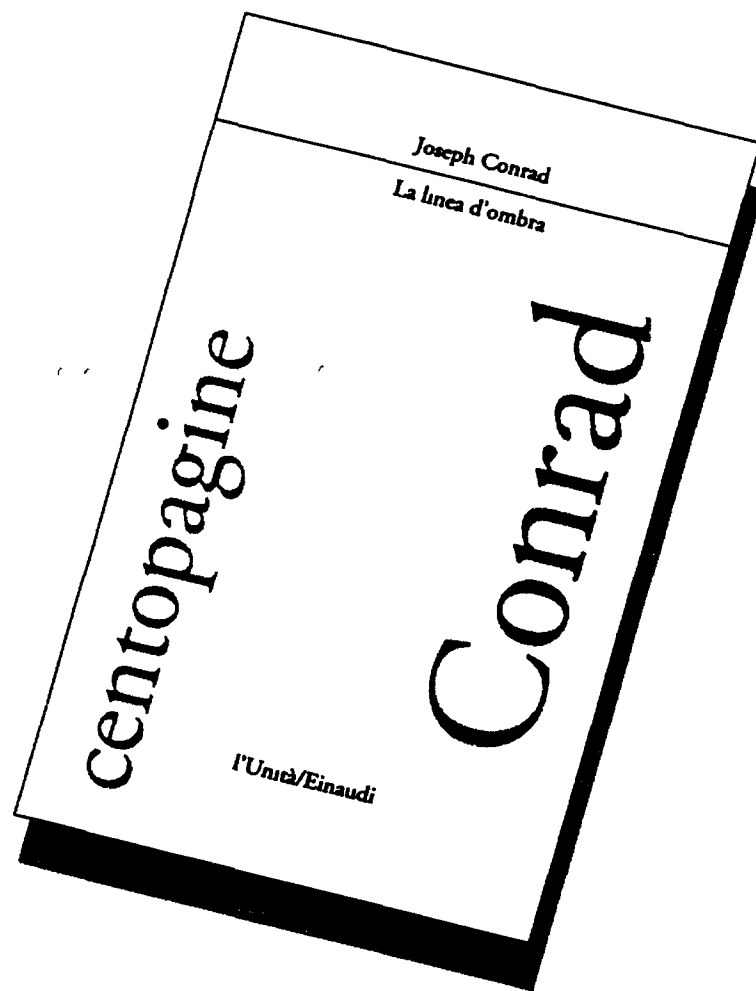 Joseph Conrad
La linea d'ombra
centopagine
Conrad
l'Unità/Einaudi